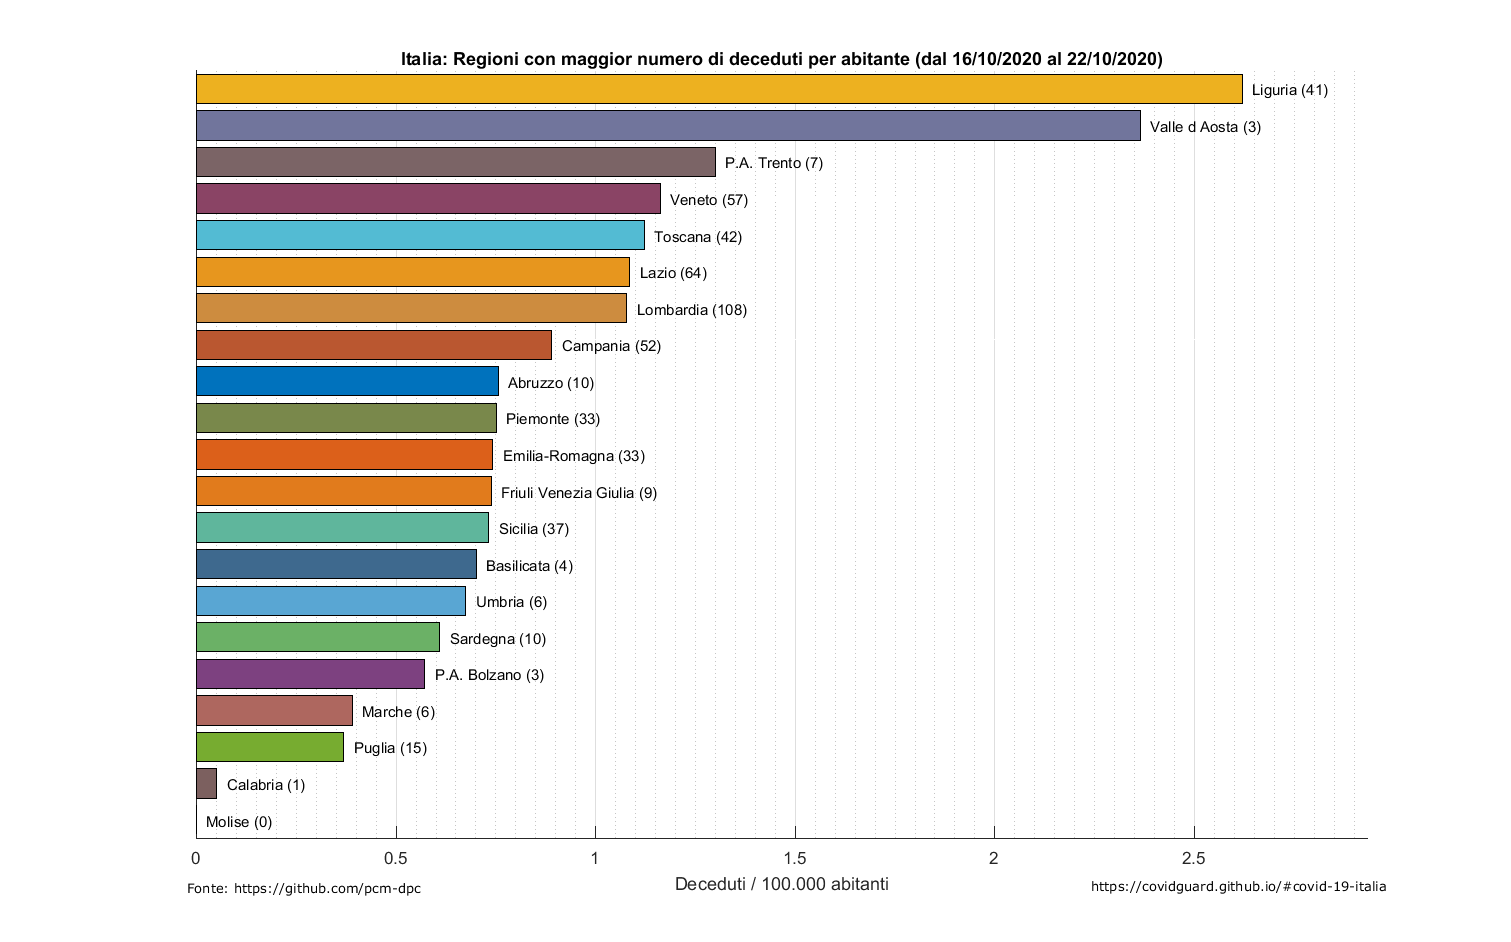 Italia: Regioni con maggior numero di deceduti per abitante (dal 16/10/2020 al 22/10/2020)
Liguria (41)
Valle d Aosta (3)
P.A. Trento (7)
Veneto (57)
Toscana (42)
Lazio (64)
Lombardia (108)
Campania (52)
Abruzzo (10)
Piemonte (33)
Emilia-Romagna (33)
Friuli Venezia Giulia (9)
Sicilia (37)
Basilicata (4)
Umbria (6)
Sardegna (10)
P.A. Bolzano (3)
Marche (6)
Puglia (15)
Calabria (1)
Molise (0)
0 0.5 1 1.5 2 2.5
Deceduti / 100.000 abitanti
Fonte: https://github.com/pcm-dpc
https://covidguard.github.io/#covid-19-italia